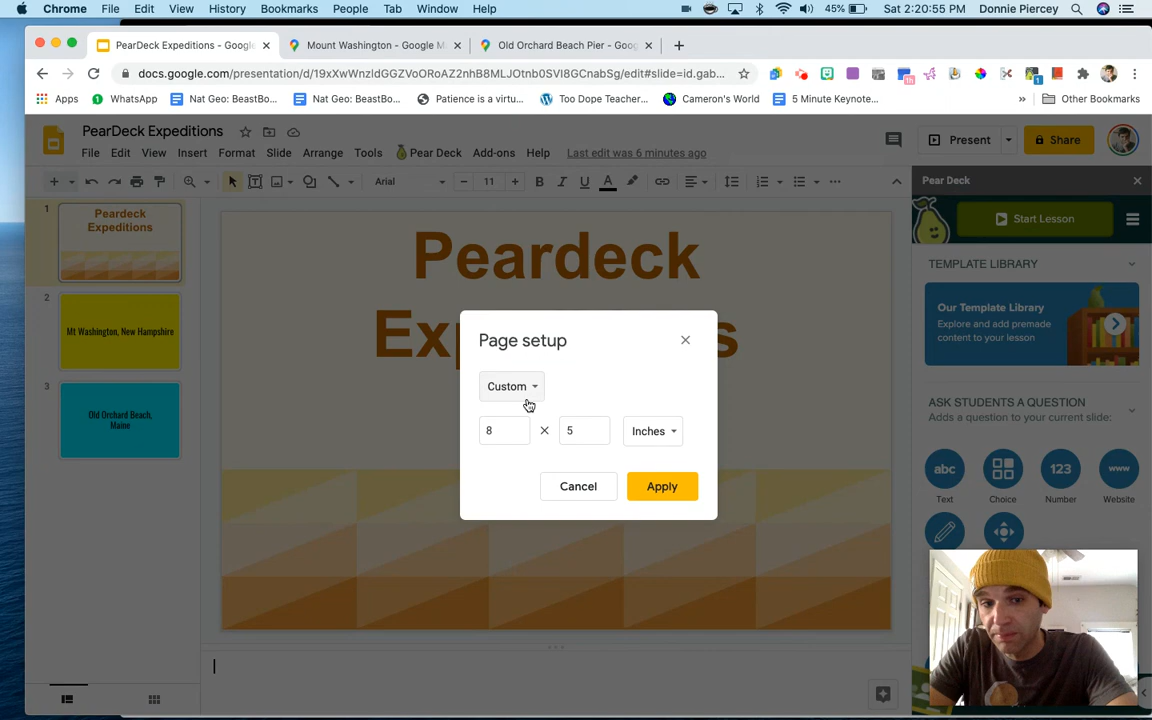 Chrome File Edit View History Bookmarks People Tab Window Help 45% Sat 2:20:55 PM Donnie Piercey
PearDeck Expeditions - Google
Mount Washington - Google M
Old Orchard Beach Pier - Goog
docs.google.com/presentation/d/19xXwWnzIdGGZVoORoAZ2nhB8MLJOtnb0SVI8GCnabSg/edit#slide=id.gab...
Apps WhatsApp Nat Geo: BeastBo... Nat Geo: BeastBo... Patience is a virtu... Too Dope Teacher... Cameron's World 5 Minute Keynote... » Other Bookmarks
PearDeck Expeditions
File Edit View Insert Format Slide Arrange Tools Pear Deck Add-ons Help Last edit was 6 minutes ago
Present
Share
Arial 11 B I U A
1
Peardeck
Expeditions
2
Mt Washington, New Hampshire
3
Old Orchard Beach,
Maine
Peardeck
Page setup
Custom
8 × 5 Inches
Cancel Apply
Pear Deck
Start Lesson
TEMPLATE LIBRARY
Our Template Library
Explore and add premade
content to your lesson
ASK STUDENTS A QUESTION
Adds a question to your current slide:
abc 123 www
Text Choice Number Website